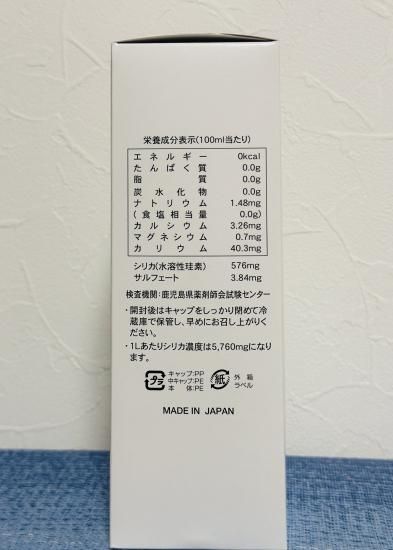 栄養成分表示(100ml当たり)
エネルギー 0kcal
たんぱく質 0.0g
脂質 0.0g
炭水化物 0.0g
ナトリウム 1.48mg
(食塩相当量 0.0g)
カルシウム 3.26mg
マグネシウム 0.7mg
カリウム 40.3mg
シリカ(水溶性珪素) 576mg
サルフェート 3.84mg
検査機関:鹿児島県薬剤師会試験センター
・開封後はキャップをしっかり閉めて冷
蔵庫で保管し、早めにお召し上がりく
ださい。
・1Lあたりシリカ濃度は5,760mgになり
ます。
プラ
キャップ:PP
中キャップ:PE
本体:PE
紙
外箱
ラベル
MADE IN JAPAN